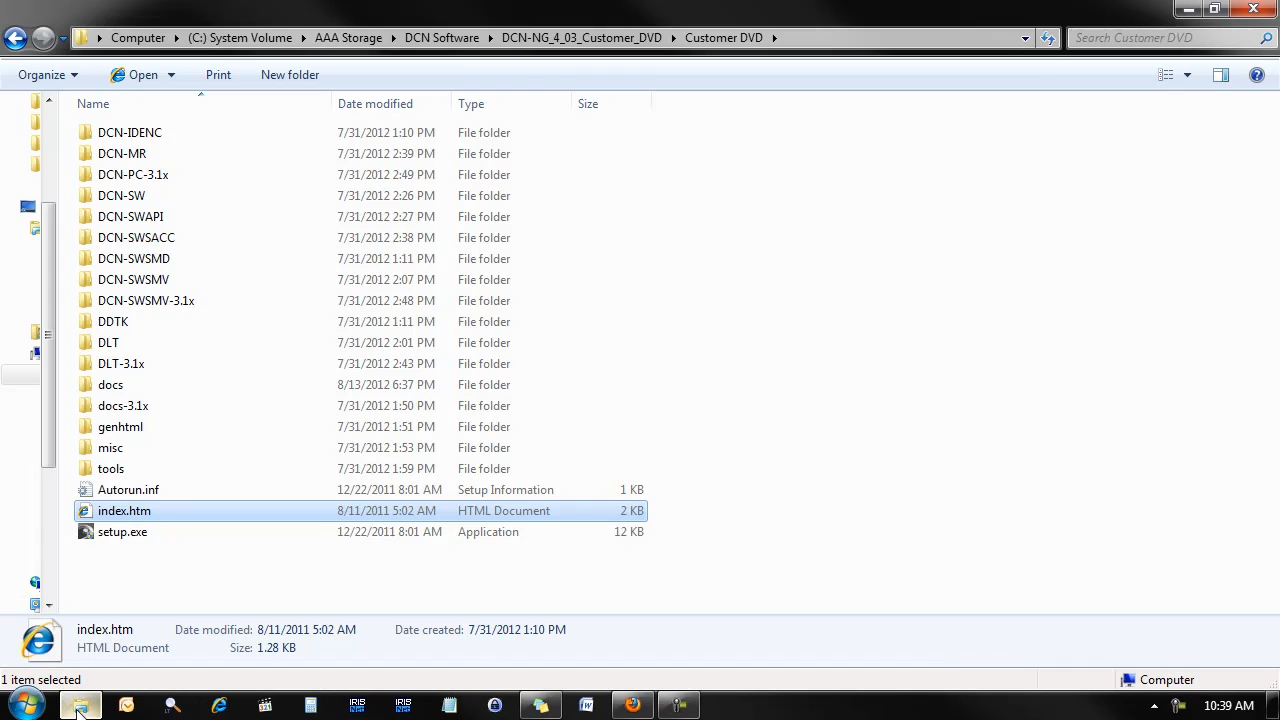 Computer ▸ (C:) System Volume ▸ AAA Storage ▸ DCN Software ▸ DCN-NG_4_03_Customer_DVD ▸ Customer DVD ▸
Search Customer DVD
Organize Open Print New folder
Name Date modified Type Size
DCN-IDENC 7/31/2012 1:10 PM File folder
DCN-MR 7/31/2012 2:39 PM File folder
DCN-PC-3.1x 7/31/2012 2:49 PM File folder
DCN-SW 7/31/2012 2:26 PM File folder
DCN-SWAPI 7/31/2012 2:27 PM File folder
DCN-SWSACC 7/31/2012 2:38 PM File folder
DCN-SWSMD 7/31/2012 1:11 PM File folder
DCN-SWSMV 7/31/2012 2:07 PM File folder
DCN-SWSMV-3.1x 7/31/2012 2:48 PM File folder
DDTK 7/31/2012 1:11 PM File folder
DLT 7/31/2012 2:01 PM File folder
DLT-3.1x 7/31/2012 2:43 PM File folder
docs 8/13/2012 6:37 PM File folder
docs-3.1x 7/31/2012 1:50 PM File folder
genhtml 7/31/2012 1:51 PM File folder
misc 7/31/2012 1:53 PM File folder
tools 7/31/2012 1:59 PM File folder
Autorun.inf 12/22/2011 8:01 AM Setup Information 1 KB
index.htm 8/11/2011 5:02 AM HTML Document 2 KB
setup.exe 12/22/2011 8:01 AM Application 12 KB
index.htm Date modified: 8/11/2011 5:02 AM Date created: 7/31/2012 1:10 PM
HTML Document Size: 1.28 KB
1 item selected Computer
IRIS IRIS 10:39 AM